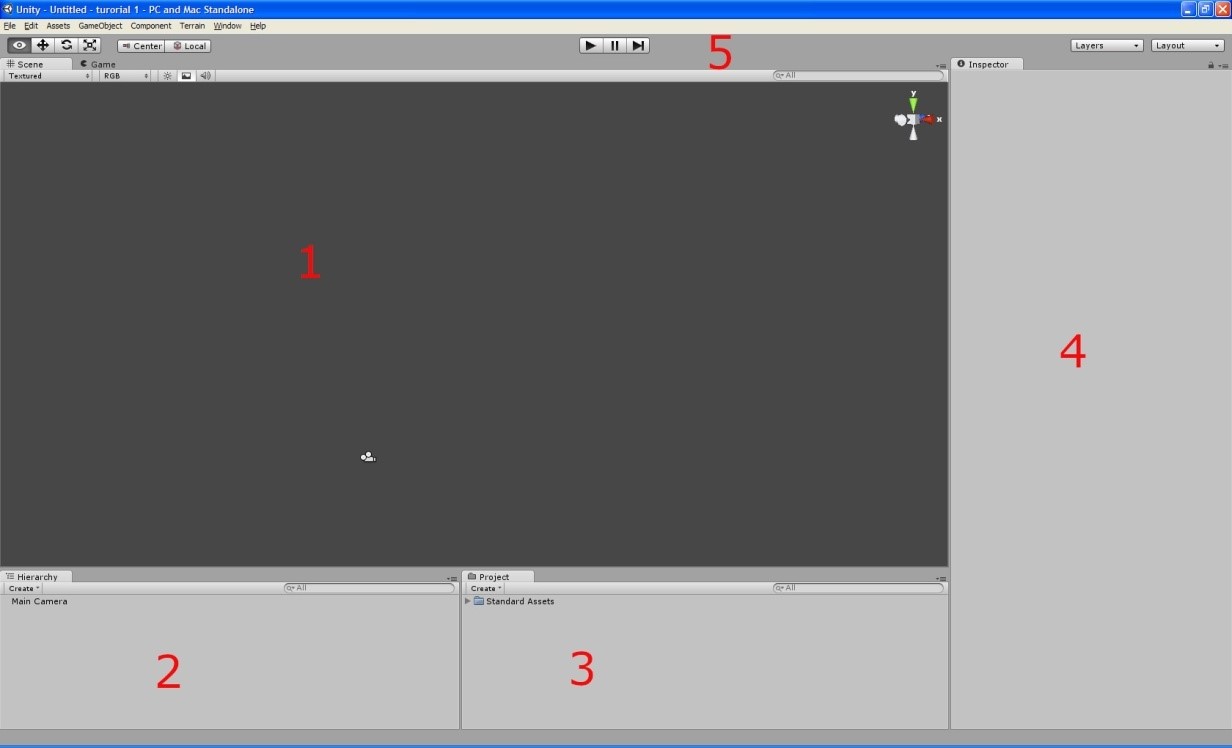 Unity - Untitled - turorial 1 - PC and Mac Standalone
File Edit Assets GameObject Component Terrain Window Help
Center Local
5
Layers Layout
Scene Game
Inspector
Textured RGB
All
y
x
1
4
Hierarchy
Project
Create All
Create All
Main Camera
Standard Assets
2
3